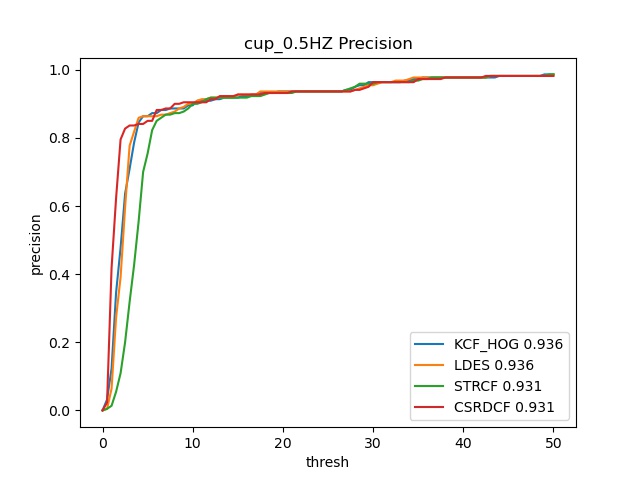 cup_0.5HZ Precision
1.0
0.8
0.6
0.4
0.2
0.0
precision
KCF_HOG 0.936
LDES 0.936
STRCF 0.931
CSRDCF 0.931
0 10 20 30 40 50
thresh